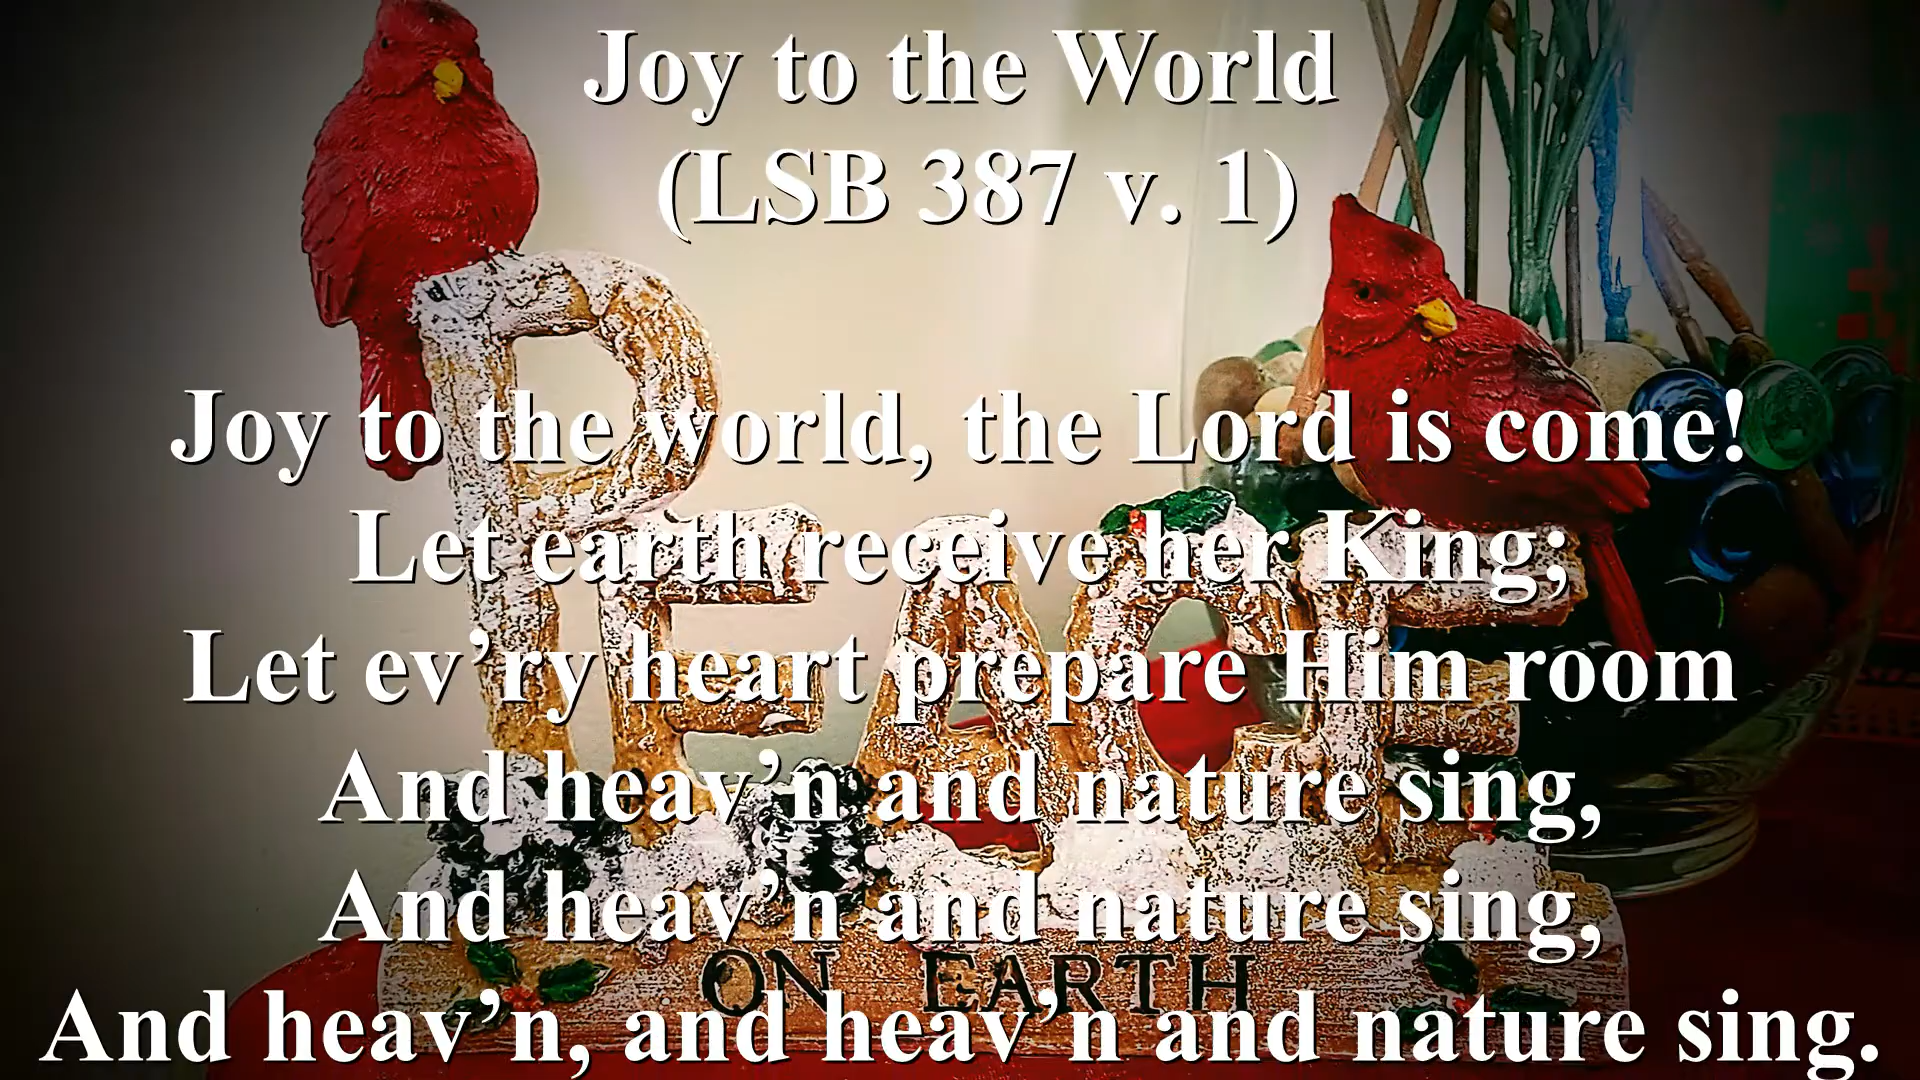 Joy to the World
(LSB 387 v. 1)
Joy to the world, the Lord is come!
Let earth receive her King;
Let ev’ry heart prepare Him room
And heav’n and nature sing,
And heav’n and nature sing,
And heav’n, and heav’n and nature sing.
PEACE
ON EARTH